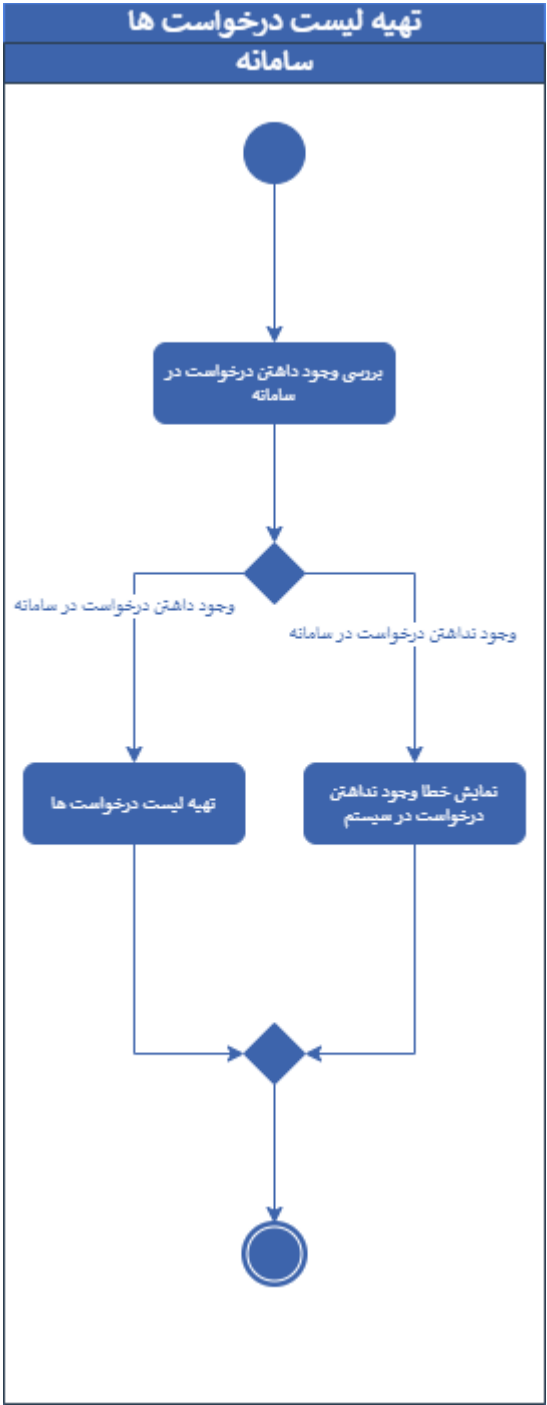 تهیه لیست درخواست ها
سامانه
بررسی وجود داشتن درخواست در
سامانه
وجود داشتن درخواست در سامانه
وجود نداشتن درخواست در سامانه
نمایش خطا وجود نداشتن
درخواست در سیستم
تهیه لیست درخواست ها